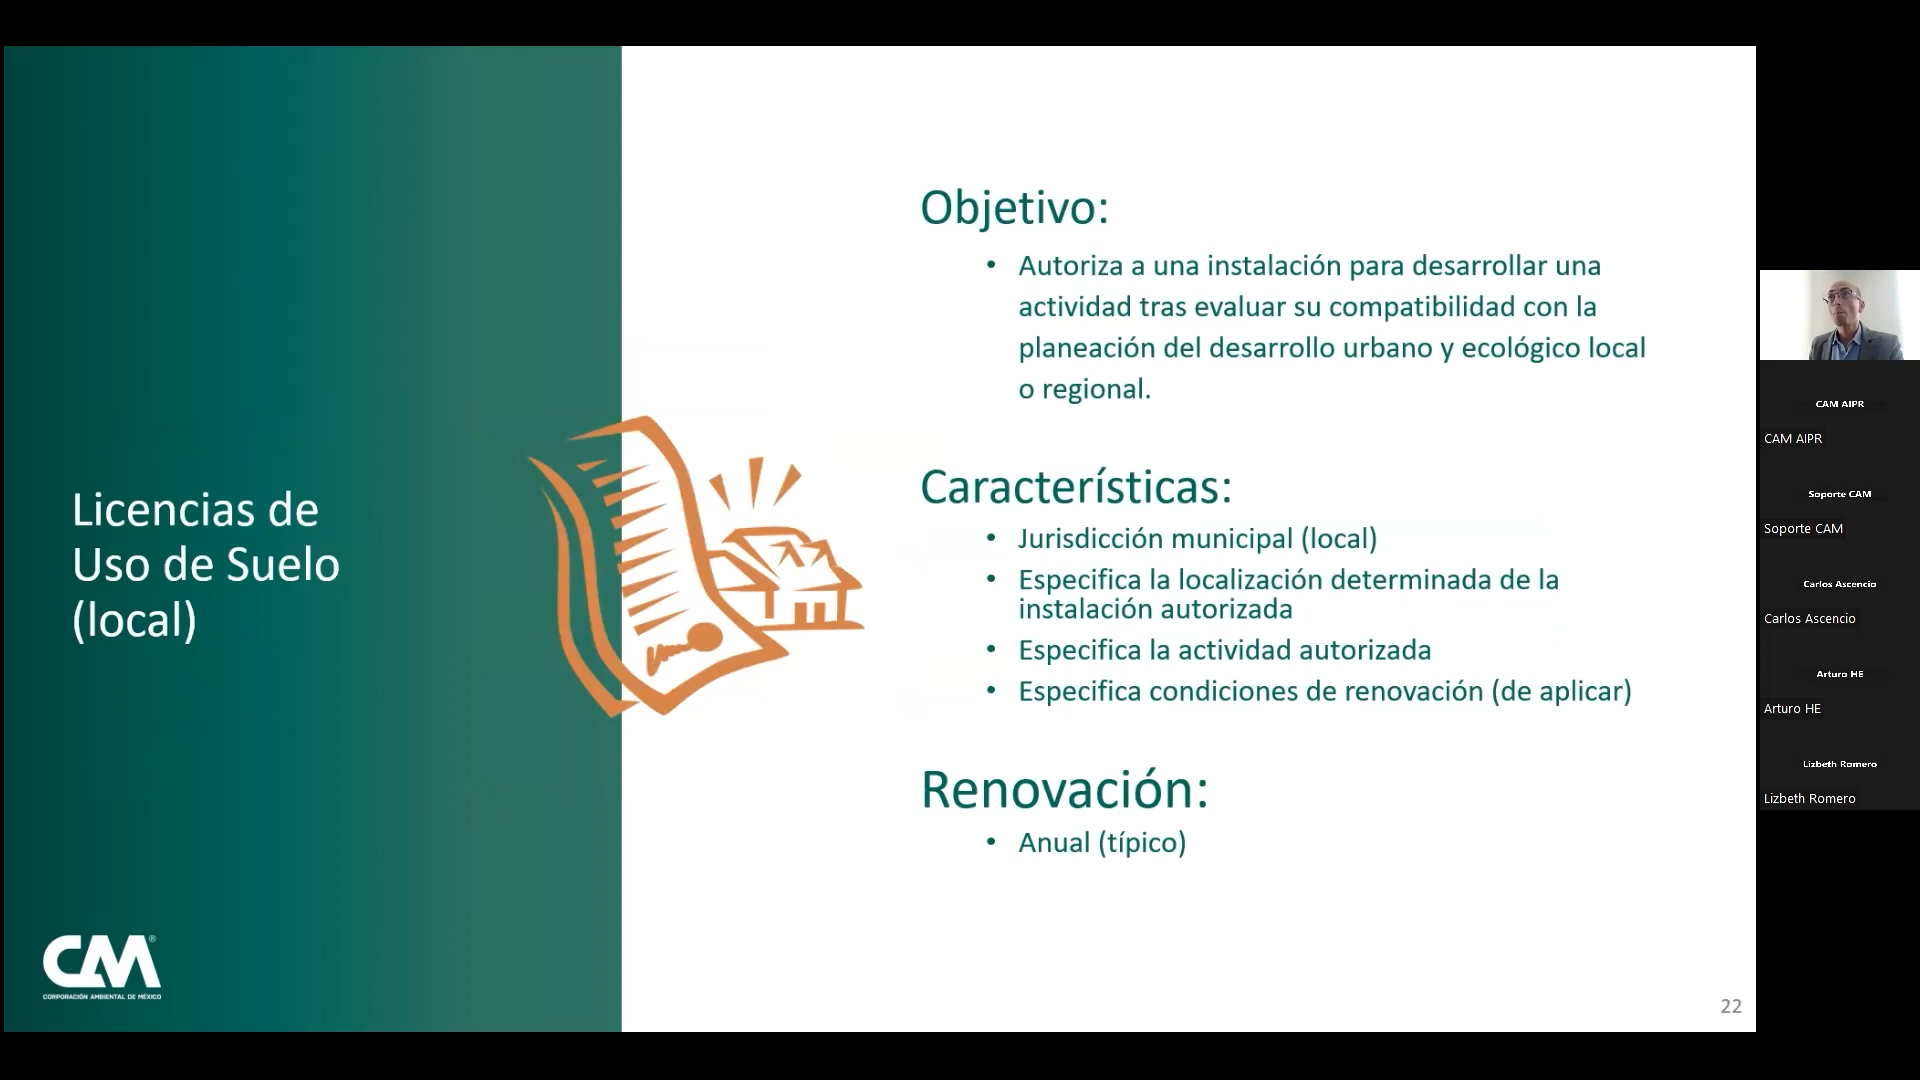 Licencias de
Uso de Suelo
(local)
CAM®
CORPORACIÓN AMBIENTAL DE MÉXICO
Objetivo:
• Autoriza a una instalación para desarrollar una
actividad tras evaluar su compatibilidad con la
planeación del desarrollo urbano y ecológico local
o regional.
Características:
• Jurisdicción municipal (local)
• Especifica la localización determinada de la
instalación autorizada
• Especifica la actividad autorizada
• Especifica condiciones de renovación (de aplicar)
Renovación:
• Anual (típico)
22
CAM AIPR
CAM AIPR
Soporte CAM
Soporte CAM
Carlos Ascencio
Carlos Ascencio
Arturo HE
Arturo HE
Lizbeth Romero
Lizbeth Romero